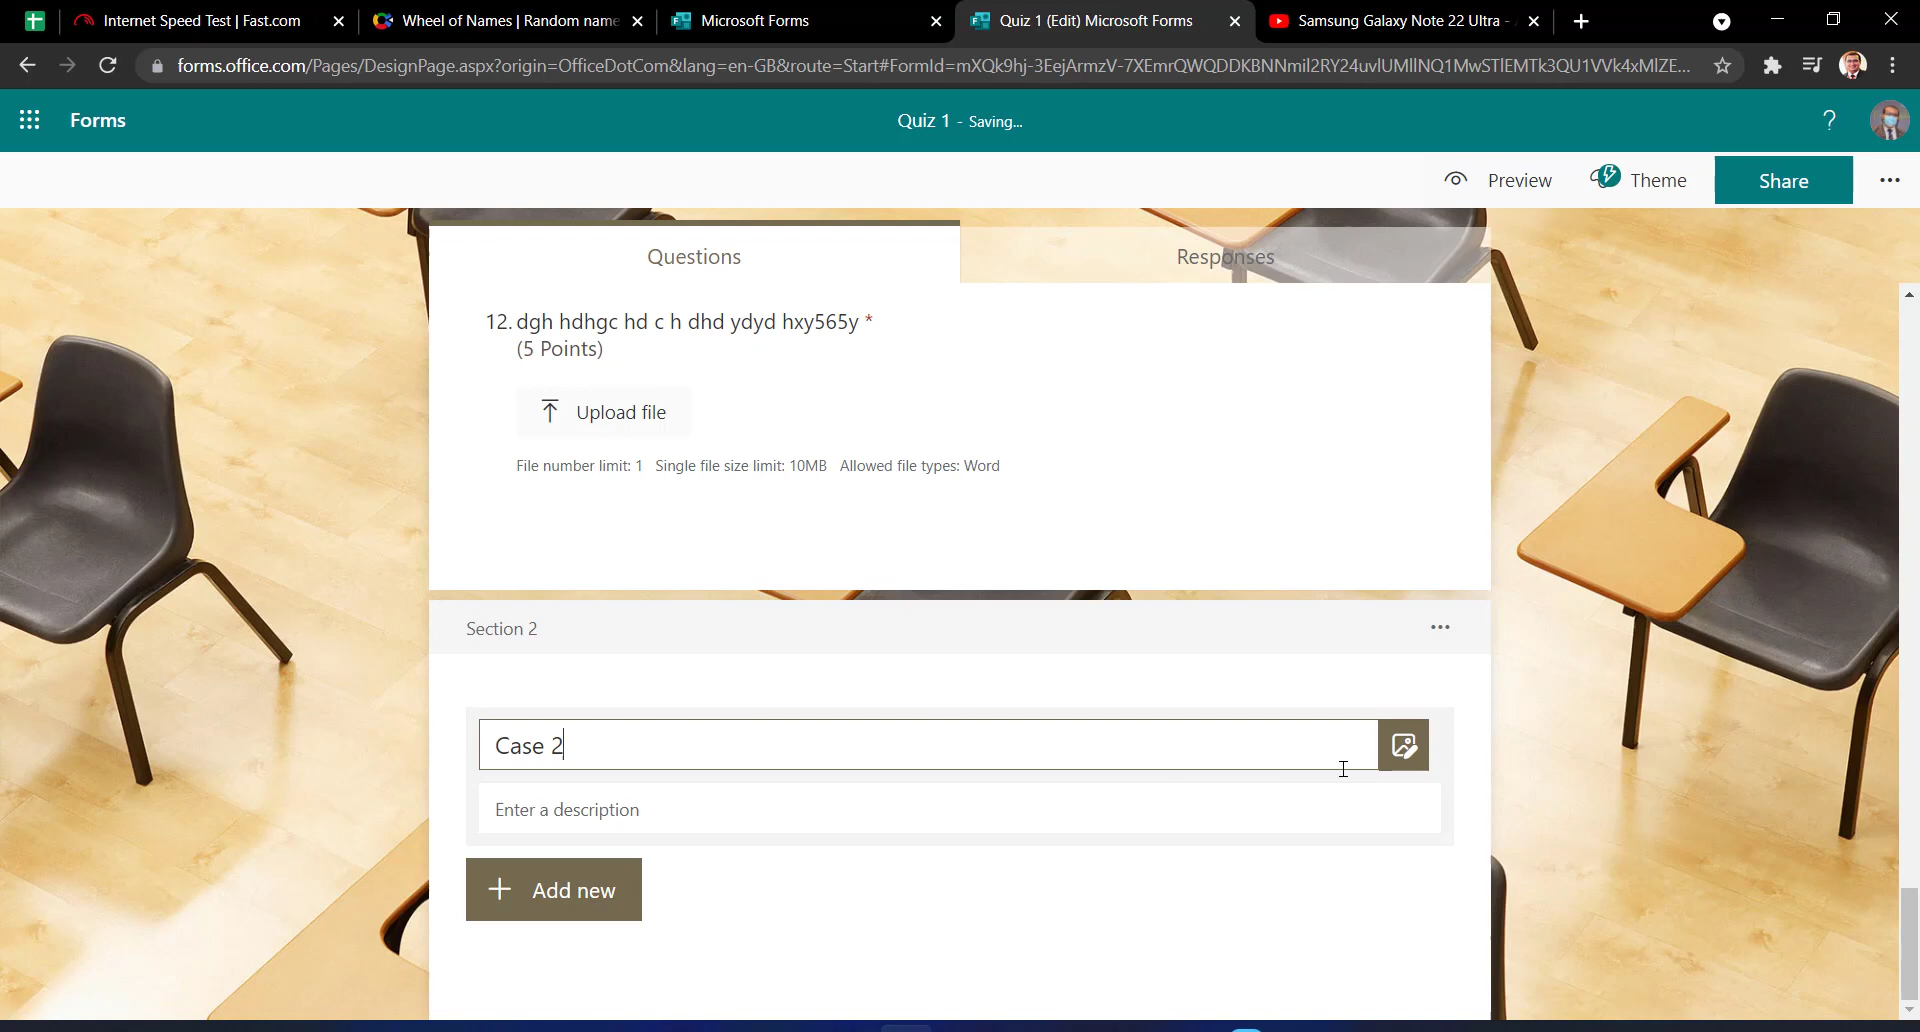 Internet Speed Test | Fast.com
Wheel of Names | Random name
Microsoft Forms
Quiz 1 (Edit) Microsoft Forms
Samsung Galaxy Note 22 Ultra -
forms.office.com/Pages/DesignPage.aspx?origin=OfficeDotCom&lang=en-GB&route=Start#FormId=mXQk9hj-3EejArmzV-7XEmrQWQDDKBNNmil2RY24uvlUMllNQ1MwSTlEMTk3QU1VVk4xMlZE...
Forms
Quiz 1 - Saving...
?
Preview
Theme
Share
Questions
Responses
12. dgh hdhgc hd c h dhd ydyd hxy565y *
(5 Points)
Upload file
File number limit: 1 Single file size limit: 10MB Allowed file types: Word
Section 2
Case 2
Enter a description
Add new